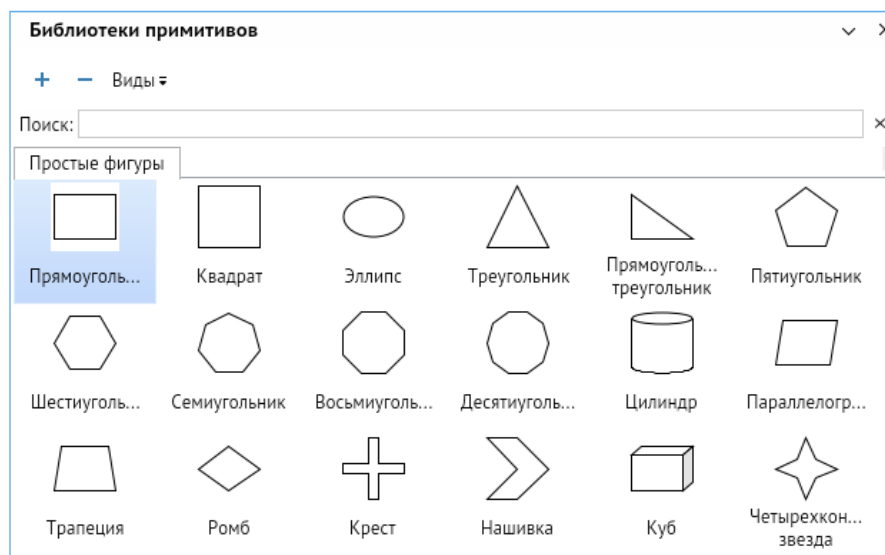 Библиотеки примитивов
Виды
Поиск:
Простые фигуры
Прямоуголь...
Квадрат
Эллипс
Треугольник
Прямоуголь...
треугольник
Пятиугольник
Шестиуголь...
Семиугольник
Восьмиуголь...
Десятиуголь...
Цилиндр
Параллелогр...
Трапеция
Ромб
Крест
Нашивка
Куб
Четырехкон...
звезда